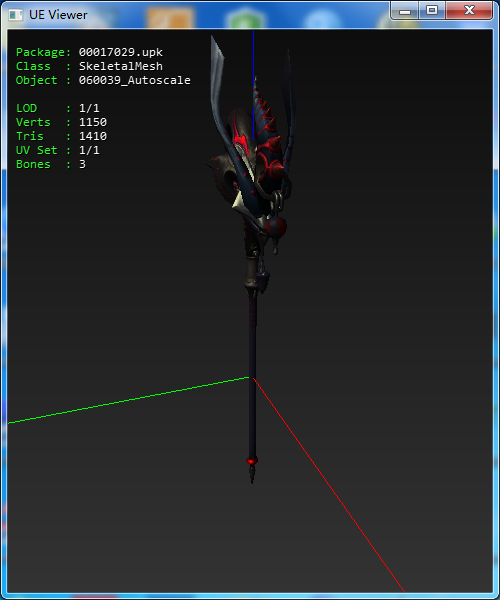 UE Viewer
Package: 00017029.upk
Class : SkeletalMesh
Object : 060039_Autoscale
LOD : 1/1
Verts : 1150
Tris : 1410
UV Set : 1/1
Bones : 3